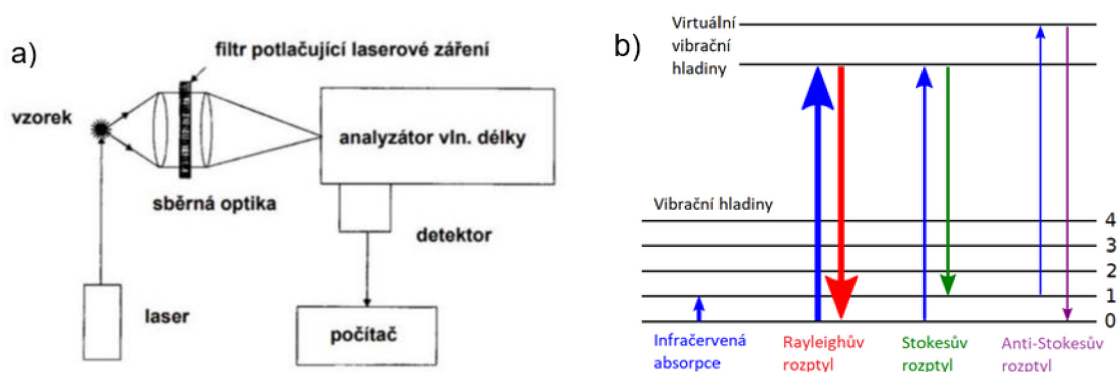 a)
filtr potlačující laserové záření
vzorek
analyzátor vln. délky
sběrná optika
detektor
laser
počítač
b)
Virtuální
vibrační
hladiny
Vibrační hladiny
4
3
2
1
0
Infračervená
absorpce
Rayleighův
rozptyl
Stokesův
rozptyl
Anti-Stokesův
rozptyl